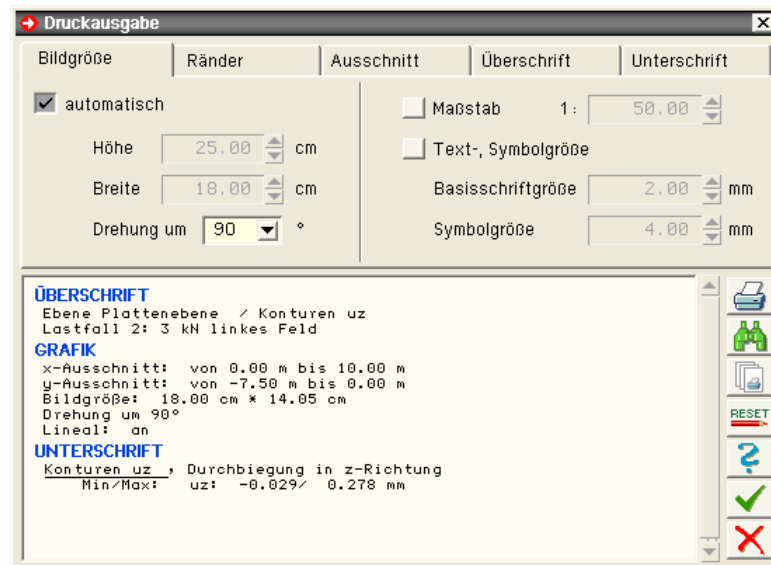 Druckausgabe
Bildgröße Ränder Ausschnitt Überschrift Unterschrift
automatisch
Höhe 25.00 cm
Breite 18.00 cm
Drehung um 90 °
Maßstab 1: 50.00
Text-, Symbolgröße
Basisschriftgröße 2.00 mm
Symbolgröße 4.00 mm
ÜBERSCHRIFT
Ebene Plattenebene / Konturen uz
Lastfall 2: 3 kN linkes Feld
GRAFIK
x-Ausschnitt: von 0.00 m bis 10.00 m
y-Ausschnitt: von -7.50 m bis 0.00 m
Bildgröße: 18.00 cm * 14.05 cm
Drehung um 90°
Lineal: an
UNTERSCHRIFT
Konturen uz , Durchbiegung in z-Richtung
Min/Max: uz: -0.029/ 0.278 mm
RESET